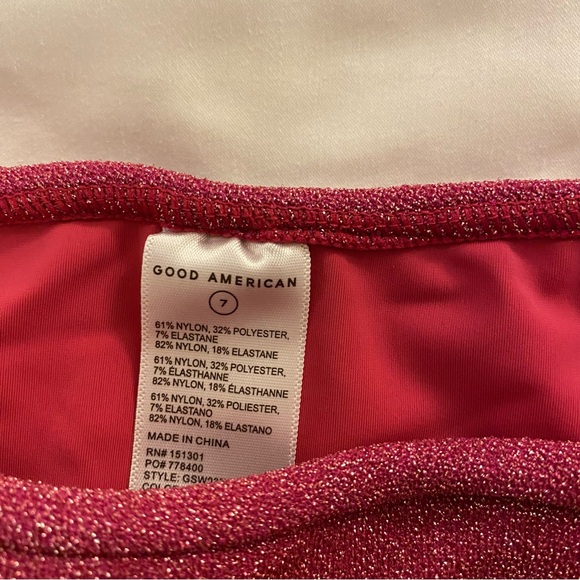 GOOD AMERICAN
7
61% NYLON, 32% POLYESTER,
7% ELASTANE
82% NYLON, 18% ELASTANE
61% NYLON, 32% POLYESTER,
7% ÉLASTHANNE
82% NYLON, 18% ÉLASTHANNE
61% NYLON, 32% POLIESTER,
7% ELASTANO
82% NYLON, 18% ELASTANO
MADE IN CHINA
RN# 151301
PO# 778400
STYLE: